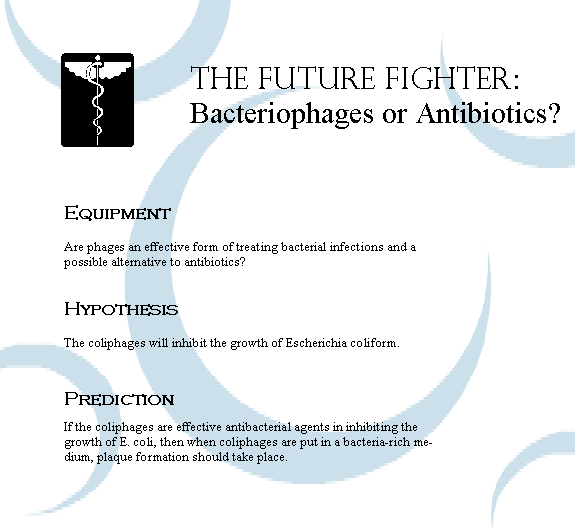 THE FUTURE FIGHTER:
Bacteriophages or Antibiotics?
EQUIPMENT
Are phages an effective form of treating bacterial infections and a
possible alternative to antibiotics?
HYPOTHESIS
The coliphages will inhibit the growth of Escherichia coliform.
PREDICTION
If the coliphages are effective antibacterial agents in inhibiting the
growth of E. coli, then when coliphages are put in a bacteria-rich me-
dium, plaque formation should take place.